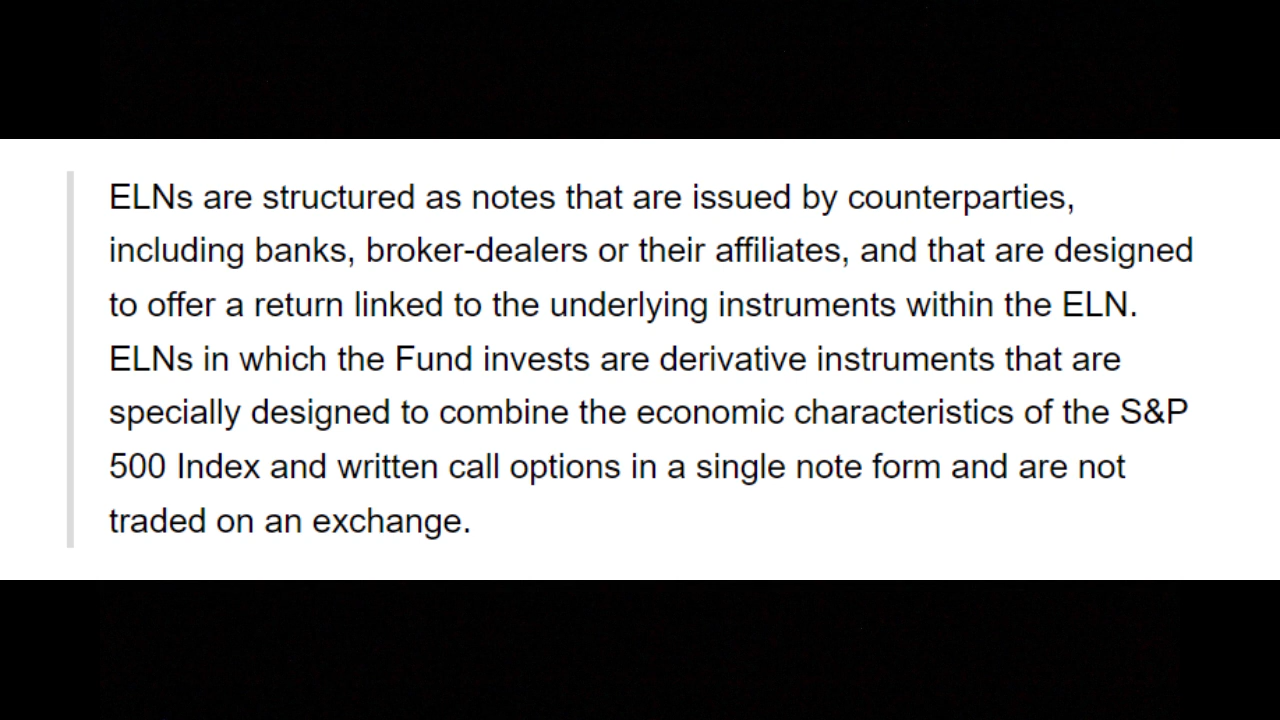 ELNs are structured as notes that are issued by counterparties,
including banks, broker-dealers or their affiliates, and that are designed
to offer a return linked to the underlying instruments within the ELN.
ELNs in which the Fund invests are derivative instruments that are
specially designed to combine the economic characteristics of the S&P
500 Index and written call options in a single note form and are not
traded on an exchange.